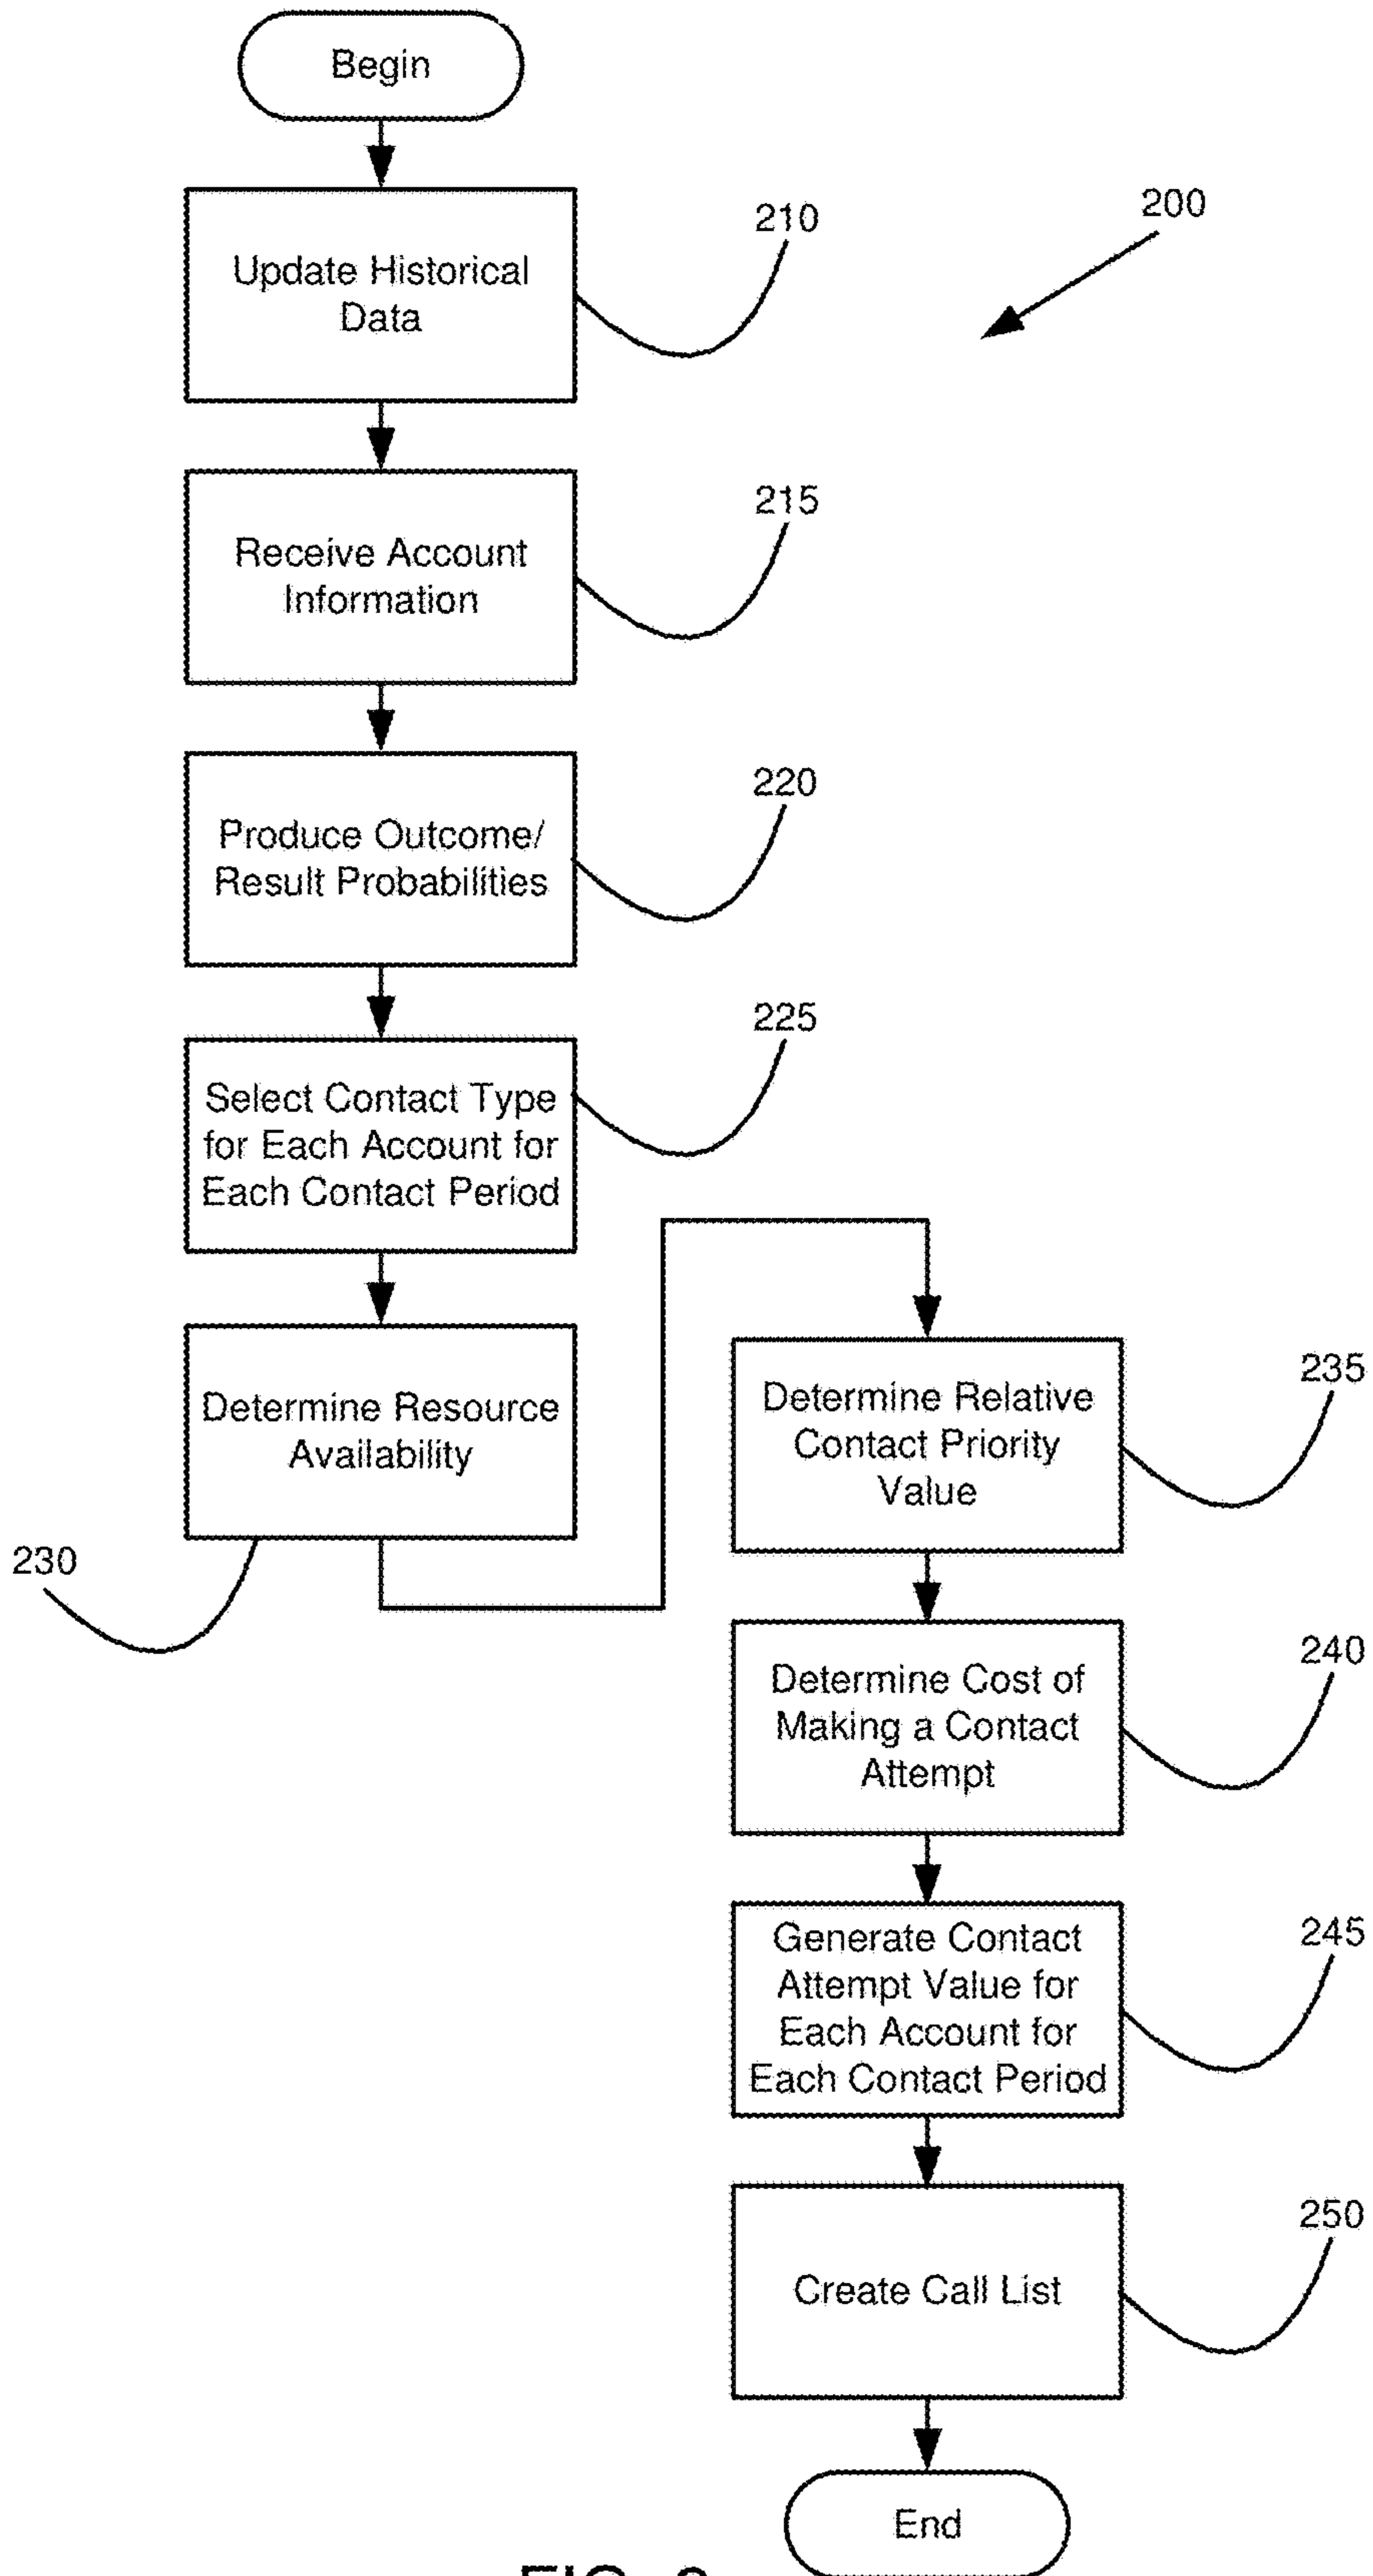 Begin
210
200
Update Historical
Data
215
Receive Account
Information
220
Produce Outcome/
Result Probabilities
225
Select Contact Type
for Each Account for
Each Contact Period
Determine Resource
Availability
230
235
Determine Relative
Contact Priority
Value
240
Determine Cost of
Making a Contact
Attempt
245
Generate Contact
Attempt Value for
Each Account for
Each Contact Period
250
Create Call List
End
FIG.